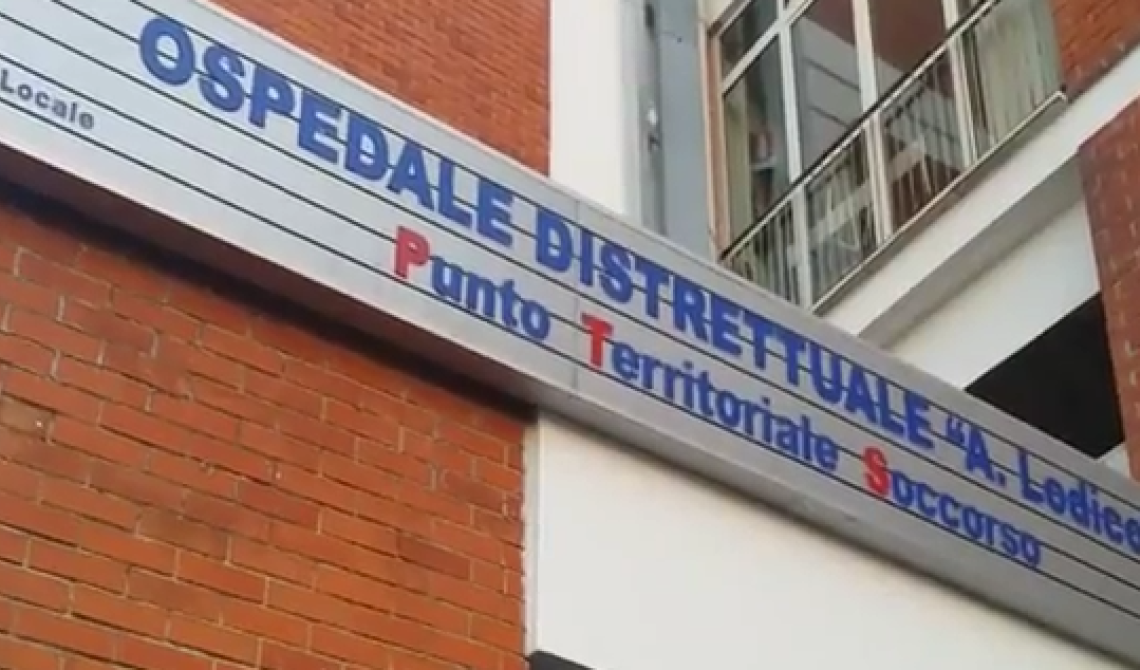 OSPEDALE DISTRETTUALE “A. Lodice
Locale
Punto Territoriale Soccorso